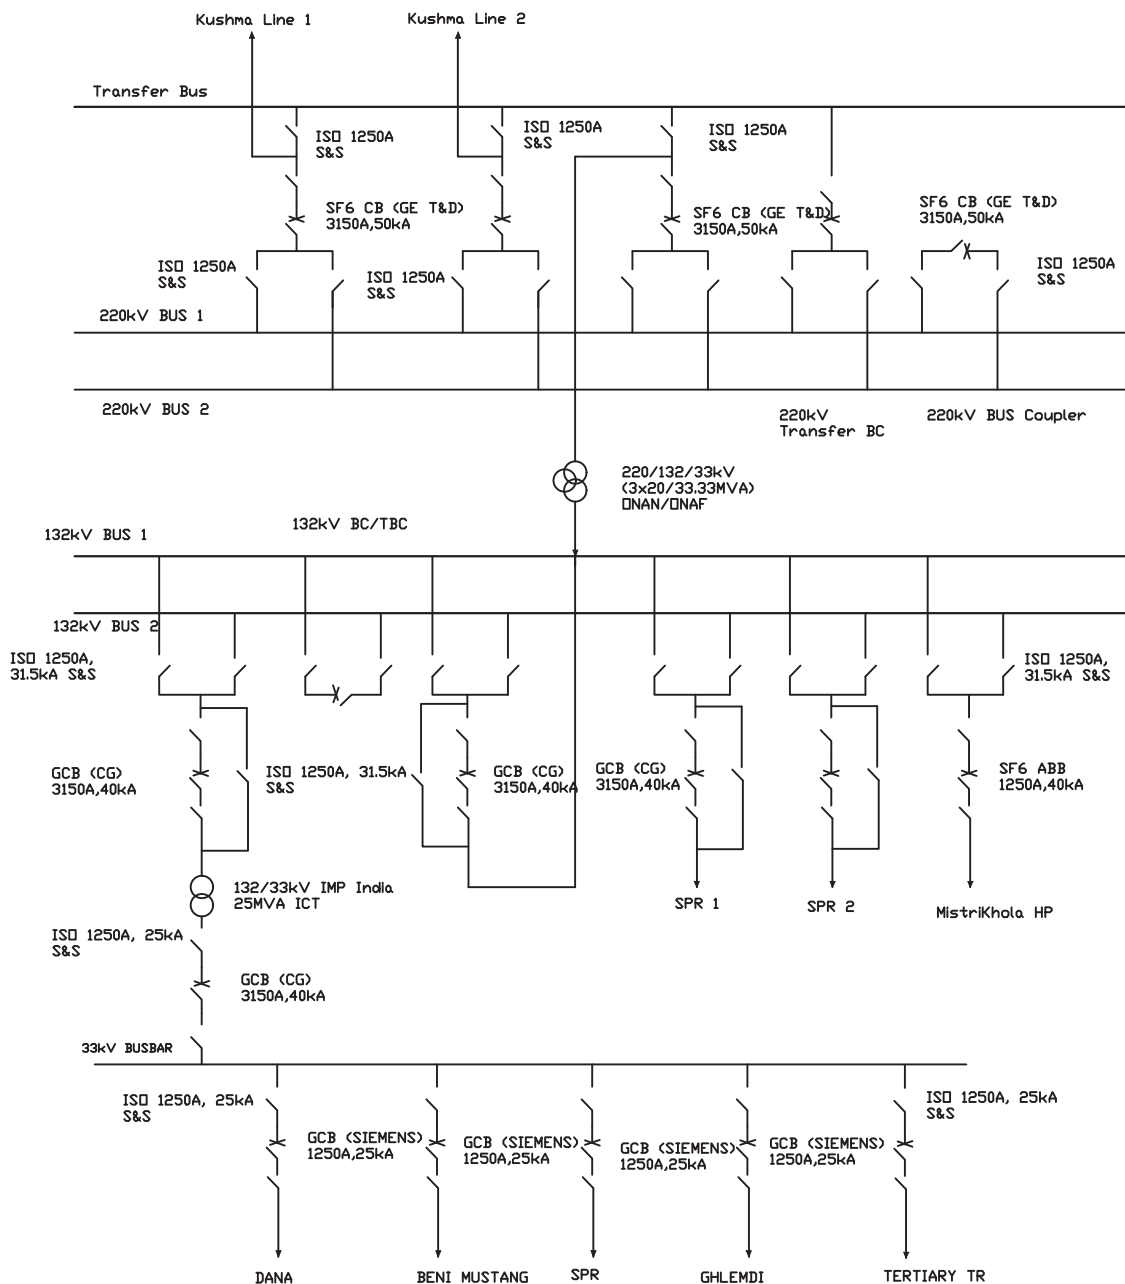 Kushma Line 1
Kushma Line 2
Transfer Bus
ISO 1250A
S&S
ISO 1250A
S&S
ISO 1250A
S&S
SF6 CB (GE T&D)
3150A,50kA
SF6 CB (GE T&D)
3150A,50kA
SF6 CB (GE T&D)
3150A,50kA
ISO 1250A
S&S
ISO 1250A
S&S
ISO 1250A
S&S
220kV BUS 1
220kV BUS 2
220kV
Transfer BC
220kV BUS Coupler
220/132/33kV
(3x20/33.33MVA)
ONAN/ONAF
132kV BC/TBC
132kV BUS 1
132kV BUS 2
ISO 1250A,
31.5kA S&S
ISO 1250A,
31.5kA S&S
GCB (CG)
3150A,40kA
ISO 1250A, 31.5kA
S&S
GCB (CG)
3150A,40kA
GCB (CG)
3150A,40kA
SF6 ABB
1250A,40kA
132/33kV IMP India
25MVA ICT
SPR 1
SPR 2
MistriKhola HP
ISO 1250A, 25kA
S&S
GCB (CG)
3150A,40kA
33kV BUSBAR
ISO 1250A, 25kA
S&S
ISO 1250A, 25kA
S&S
GCB (SIEMENS)
1250A,25kA
GCB (SIEMENS)
1250A,25kA
GCB (SIEMENS)
1250A,25kA
GCB (SIEMENS)
1250A,25kA
DANA
BENI MUSTANG
SPR
GHLEMDI
TERTIARY TR